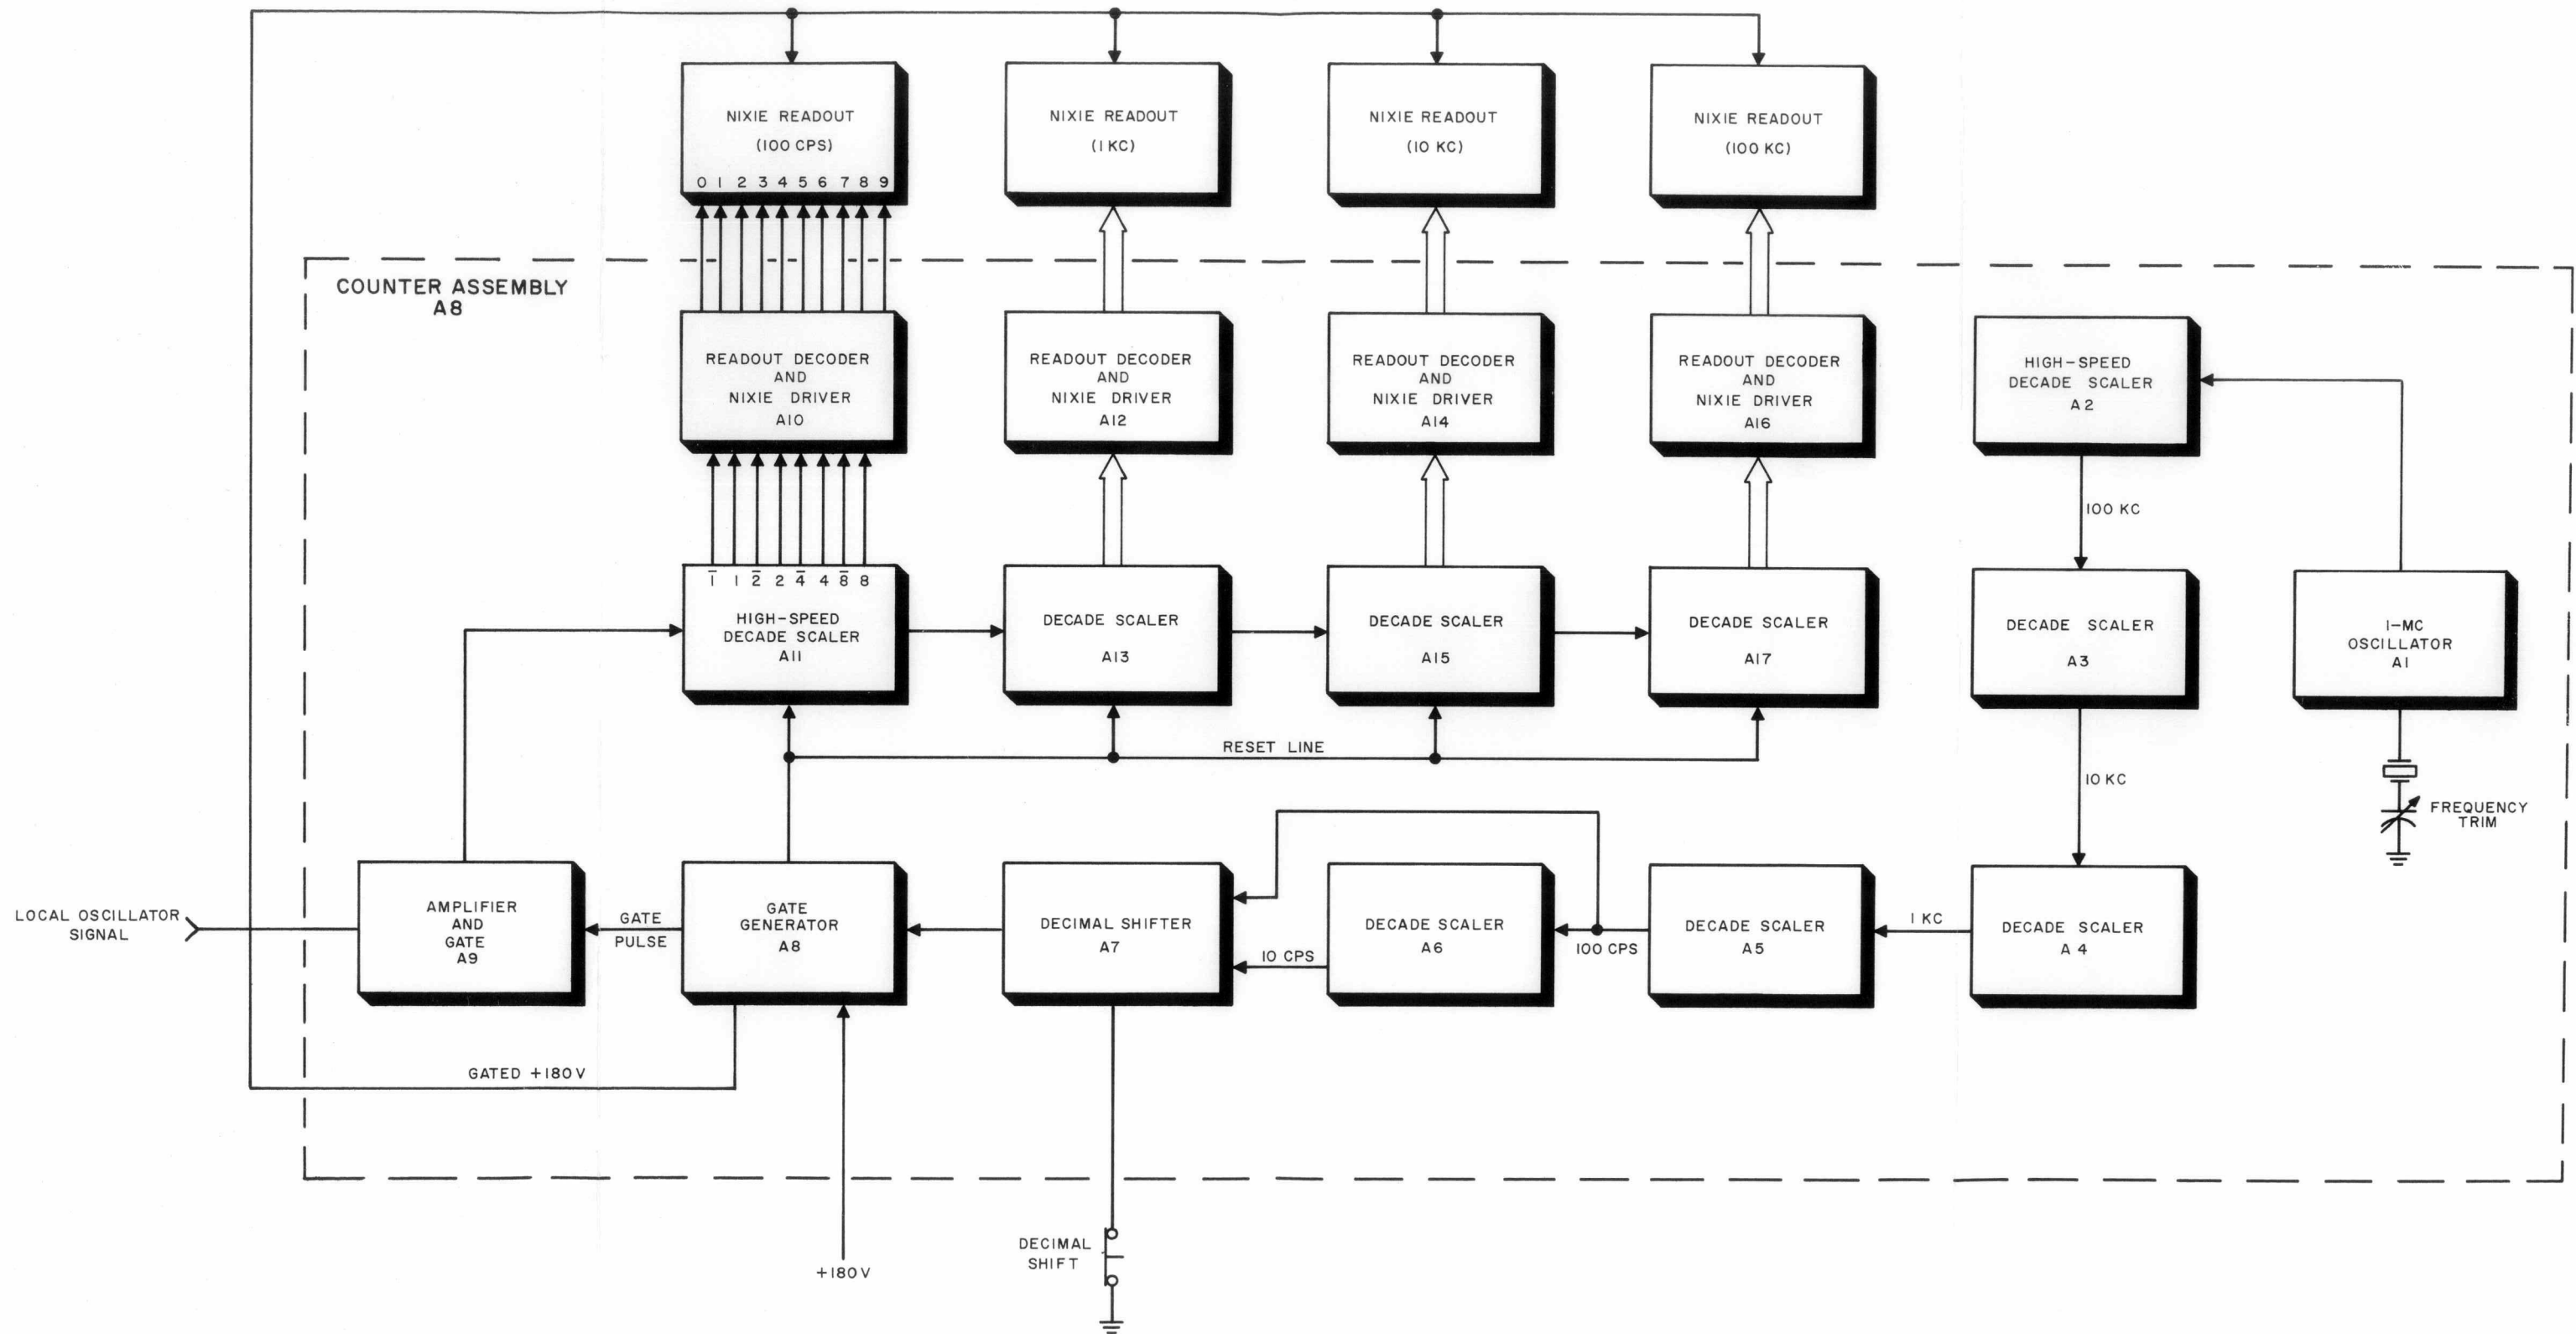 NIXIE READOUT
(100 CPS)
0 1 2 3 4 5 6 7 8 9
NIXIE READOUT
(1 KC)
NIXIE READOUT
(10 KC)
NIXIE READOUT
(100 KC)
COUNTER ASSEMBLY
A8
READOUT DECODER
AND
NIXIE DRIVER
A10
READOUT DECODER
AND
NIXIE DRIVER
A12
READOUT DECODER
AND
NIXIE DRIVER
A14
READOUT DECODER
AND
NIXIE DRIVER
A16
HIGH-SPEED
DECADE SCALER
A2
100 KC
1̅ 1 2̅ 2 4̅ 4 8̅ 8
HIGH-SPEED
DECADE SCALER
A11
DECADE SCALER
A13
DECADE SCALER
A15
DECADE SCALER
A17
DECADE SCALER
A3
1-MC
OSCILLATOR
A1
RESET LINE
10 KC
FREQUENCY
TRIM
LOCAL OSCILLATOR
SIGNAL
AMPLIFIER
AND
GATE
A9
GATE
PULSE
GATE
GENERATOR
A8
DECIMAL SHIFTER
A7
10 CPS
DECADE SCALER
A6
100 CPS
DECADE SCALER
A5
1 KC
DECADE SCALER
A4
GATED +180V
+180V
DECIMAL
SHIFT